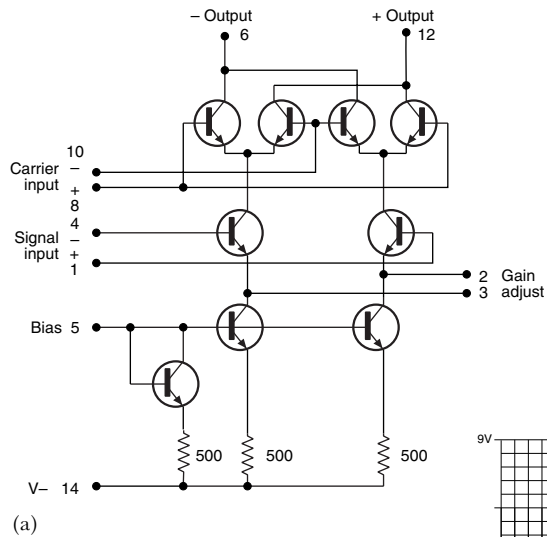 – Output
6
+ Output
12
10
Carrier –
input +
8
4
Signal –
input +
1
2 Gain
3 adjust
Bias 5
500
500
500
9V
V– 14
(a)